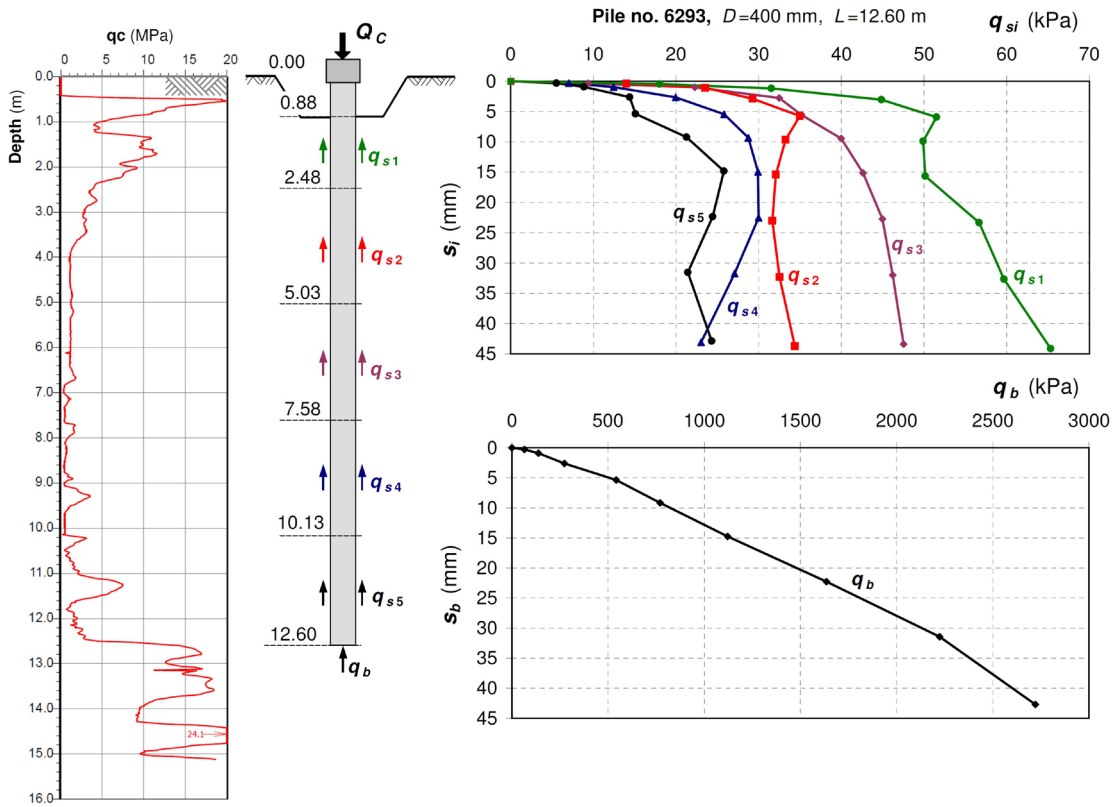 qc (MPa)
0 5 10 15 20
Depth (m)
0.0
1.0
2.0
3.0
4.0
5.0
6.0
7.0
8.0
9.0
10.0
11.0
12.0
13.0
14.0
15.0
16.0
24.1
Q C
0.00
0.88
q s1
2.48
q s2
5.03
q s3
7.58
q s4
10.13
q s5
12.60
q b
Pile no. 6293, D=400 mm, L=12.60 m
q si (kPa)
0 10 20 30 40 50 60 70
s i (mm)
0
5
10
15
20
25
30
35
40
45
q s5
q s4
q s2
q s3
q s1
q b (kPa)
0 500 1000 1500 2000 2500 3000
s b (mm)
0
5
10
15
20
25
30
35
40
45
q b